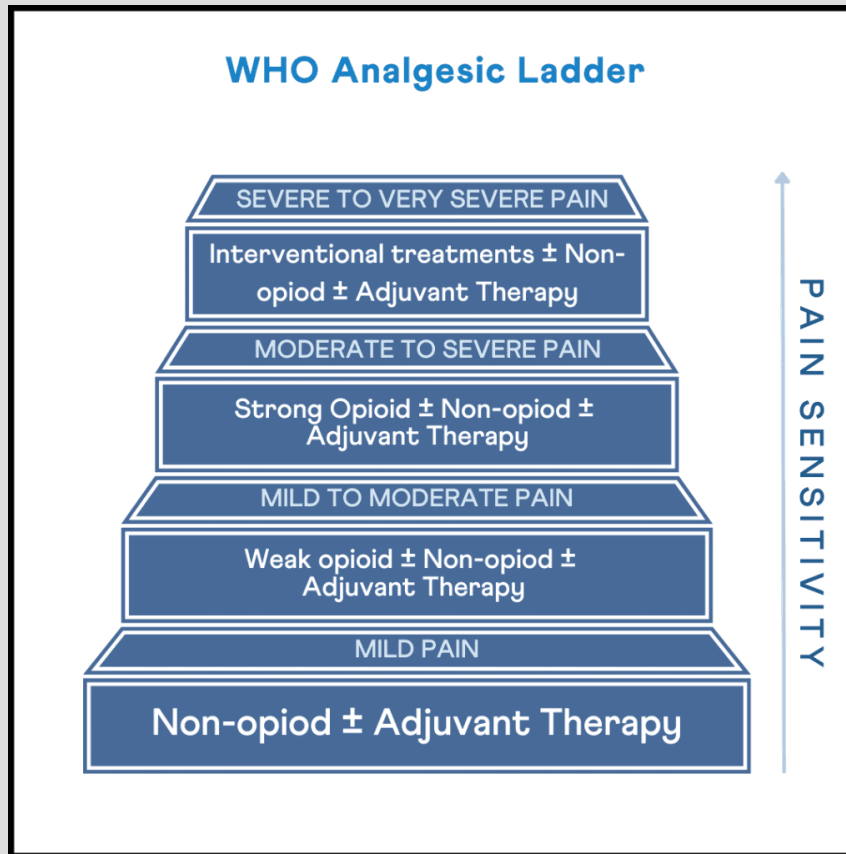 WHO Analgesic Ladder
SEVERE TO VERY SEVERE PAIN
Interventional treatments ± Non-
opiod ± Adjuvant Therapy
MODERATE TO SEVERE PAIN
Strong Opioid ± Non-opiod ±
Adjuvant Therapy
MILD TO MODERATE PAIN
Weak opioid ± Non-opiod ±
Adjuvant Therapy
MILD PAIN
Non-opiod ± Adjuvant Therapy
PAIN SENSITIVITY